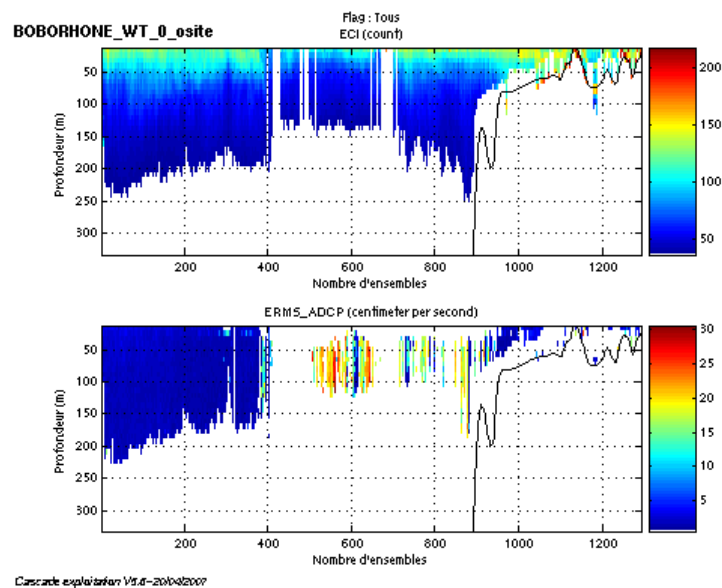 BOBORHONE_WT_0_osite
Flag : Tous
ECI (count)
50
100
150
200
250
300
Profondeur (m)
200 400 600 800 1000 1200
Nombre d'ensembles
200
150
100
50
ERMS_ADCP (centimeter per second)
50
100
150
200
250
300
Profondeur (m)
200 400 600 800 1000 1200
Nombre d'ensembles
30
25
20
15
10
5
Cascade exploitation V5.6-20/04/2007